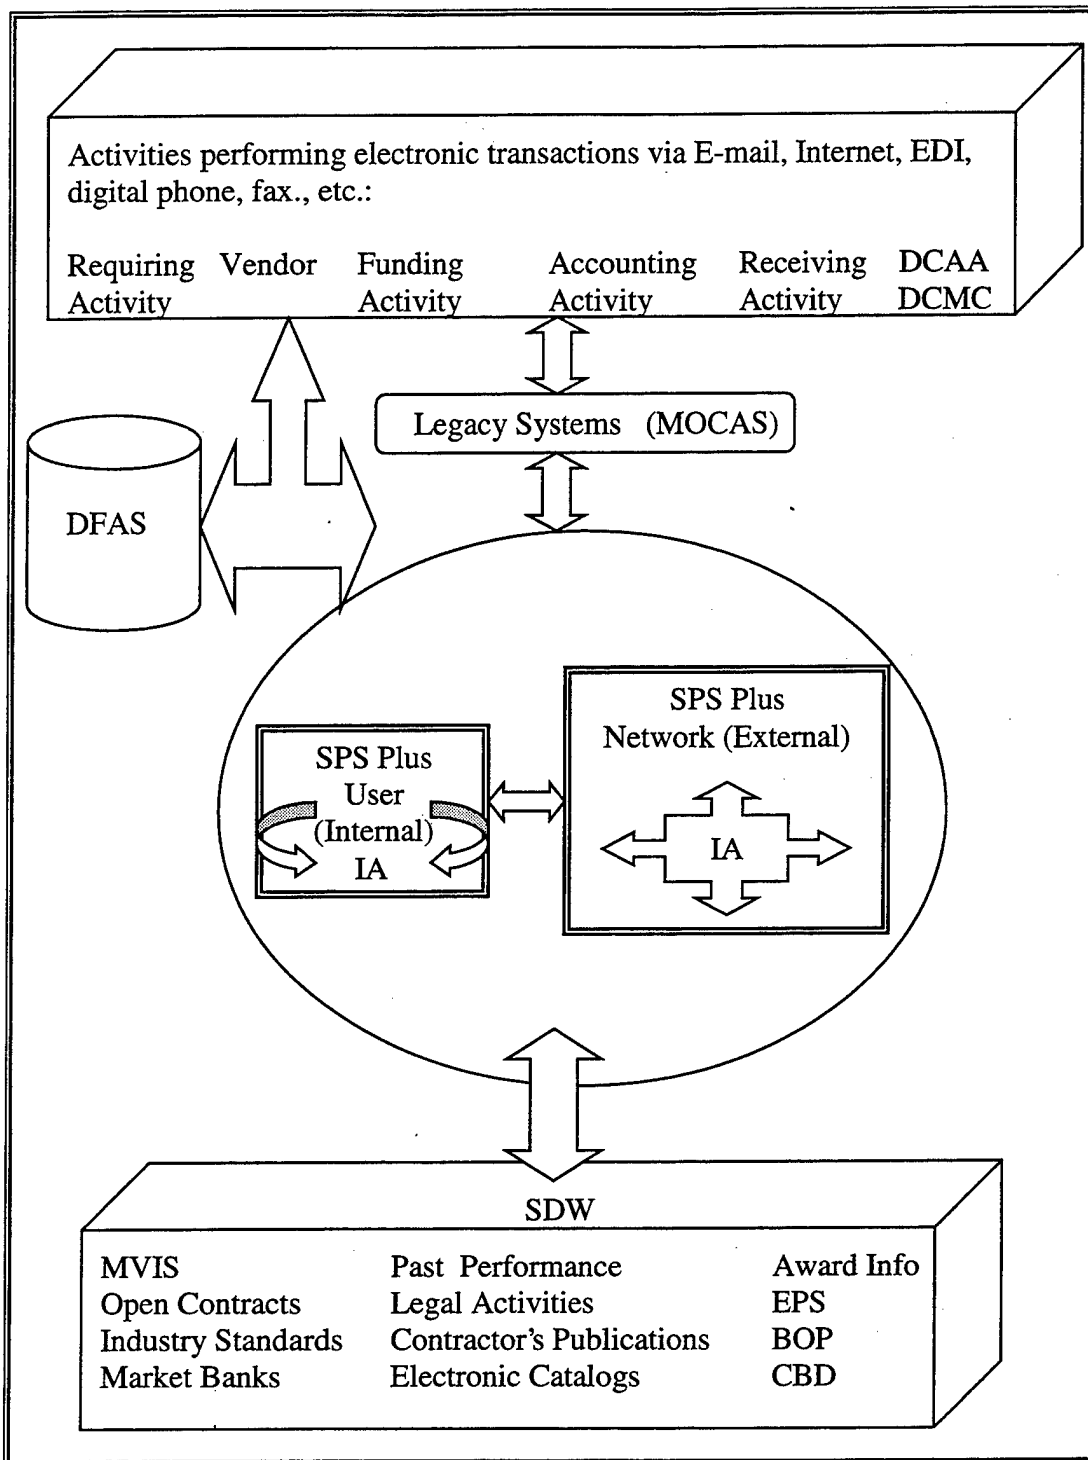 Activities performing electronic transactions via E-mail, Internet, EDI,
digital phone, fax., etc.:
Requiring Vendor Funding Accounting Receiving DCAA
Activity Activity Activity Activity DCMC
Legacy Systems (MOCAS)
DFAS
SPS Plus
Network (External)
IA
SPS Plus
User
(Internal)
IA
SDW
MVIS Past Performance Award Info
Open Contracts Legal Activities EPS
Industry Standards Contractor's Publications BOP
Market Banks Electronic Catalogs CBD